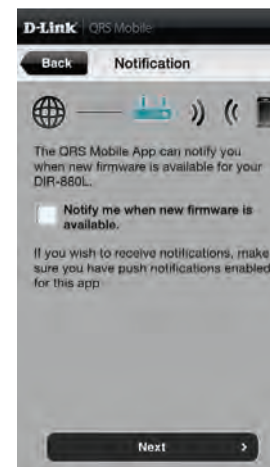 D-Link QRS Mobile
Back
Notification
The QRS Mobile App can notify you
when new firmware is available for your
DIR-880L.
Notify me when new firmware is
available.
If you wish to receive notifications, make
sure you have push notifications enabled
for this app
Next